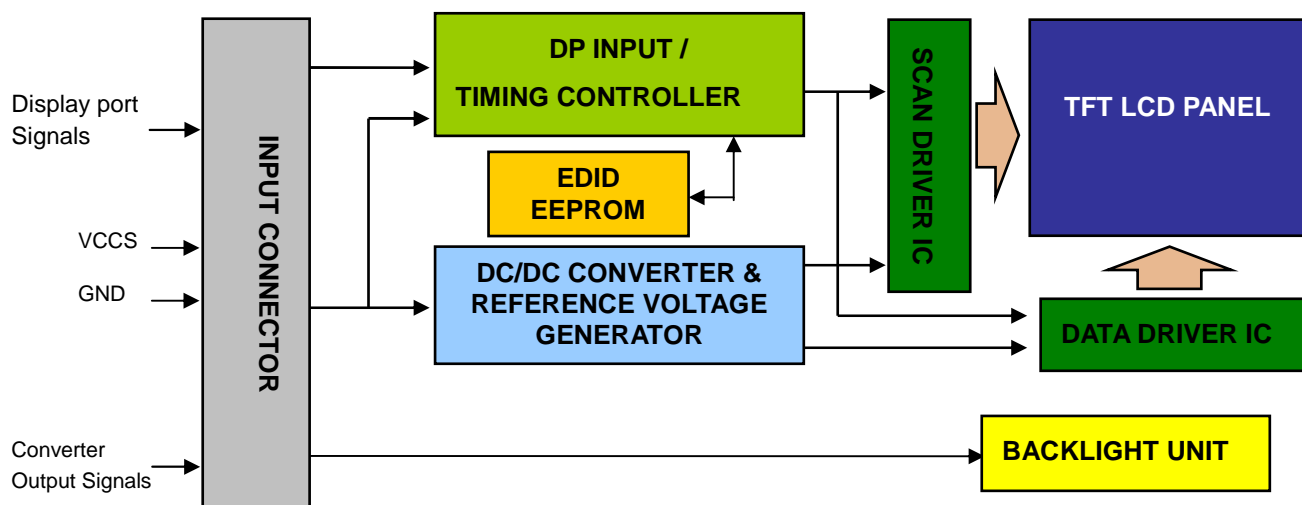 Display port
Signals
VCCS
GND
Converter
Output Signals
INPUT CONNECTOR
DP INPUT /
TIMING CONTROLLER
EDID
EEPROM
DC/DC CONVERTER &
REFERENCE VOLTAGE
GENERATOR
SCAN DRIVER IC
TFT LCD PANEL
DATA DRIVER IC
BACKLIGHT UNIT